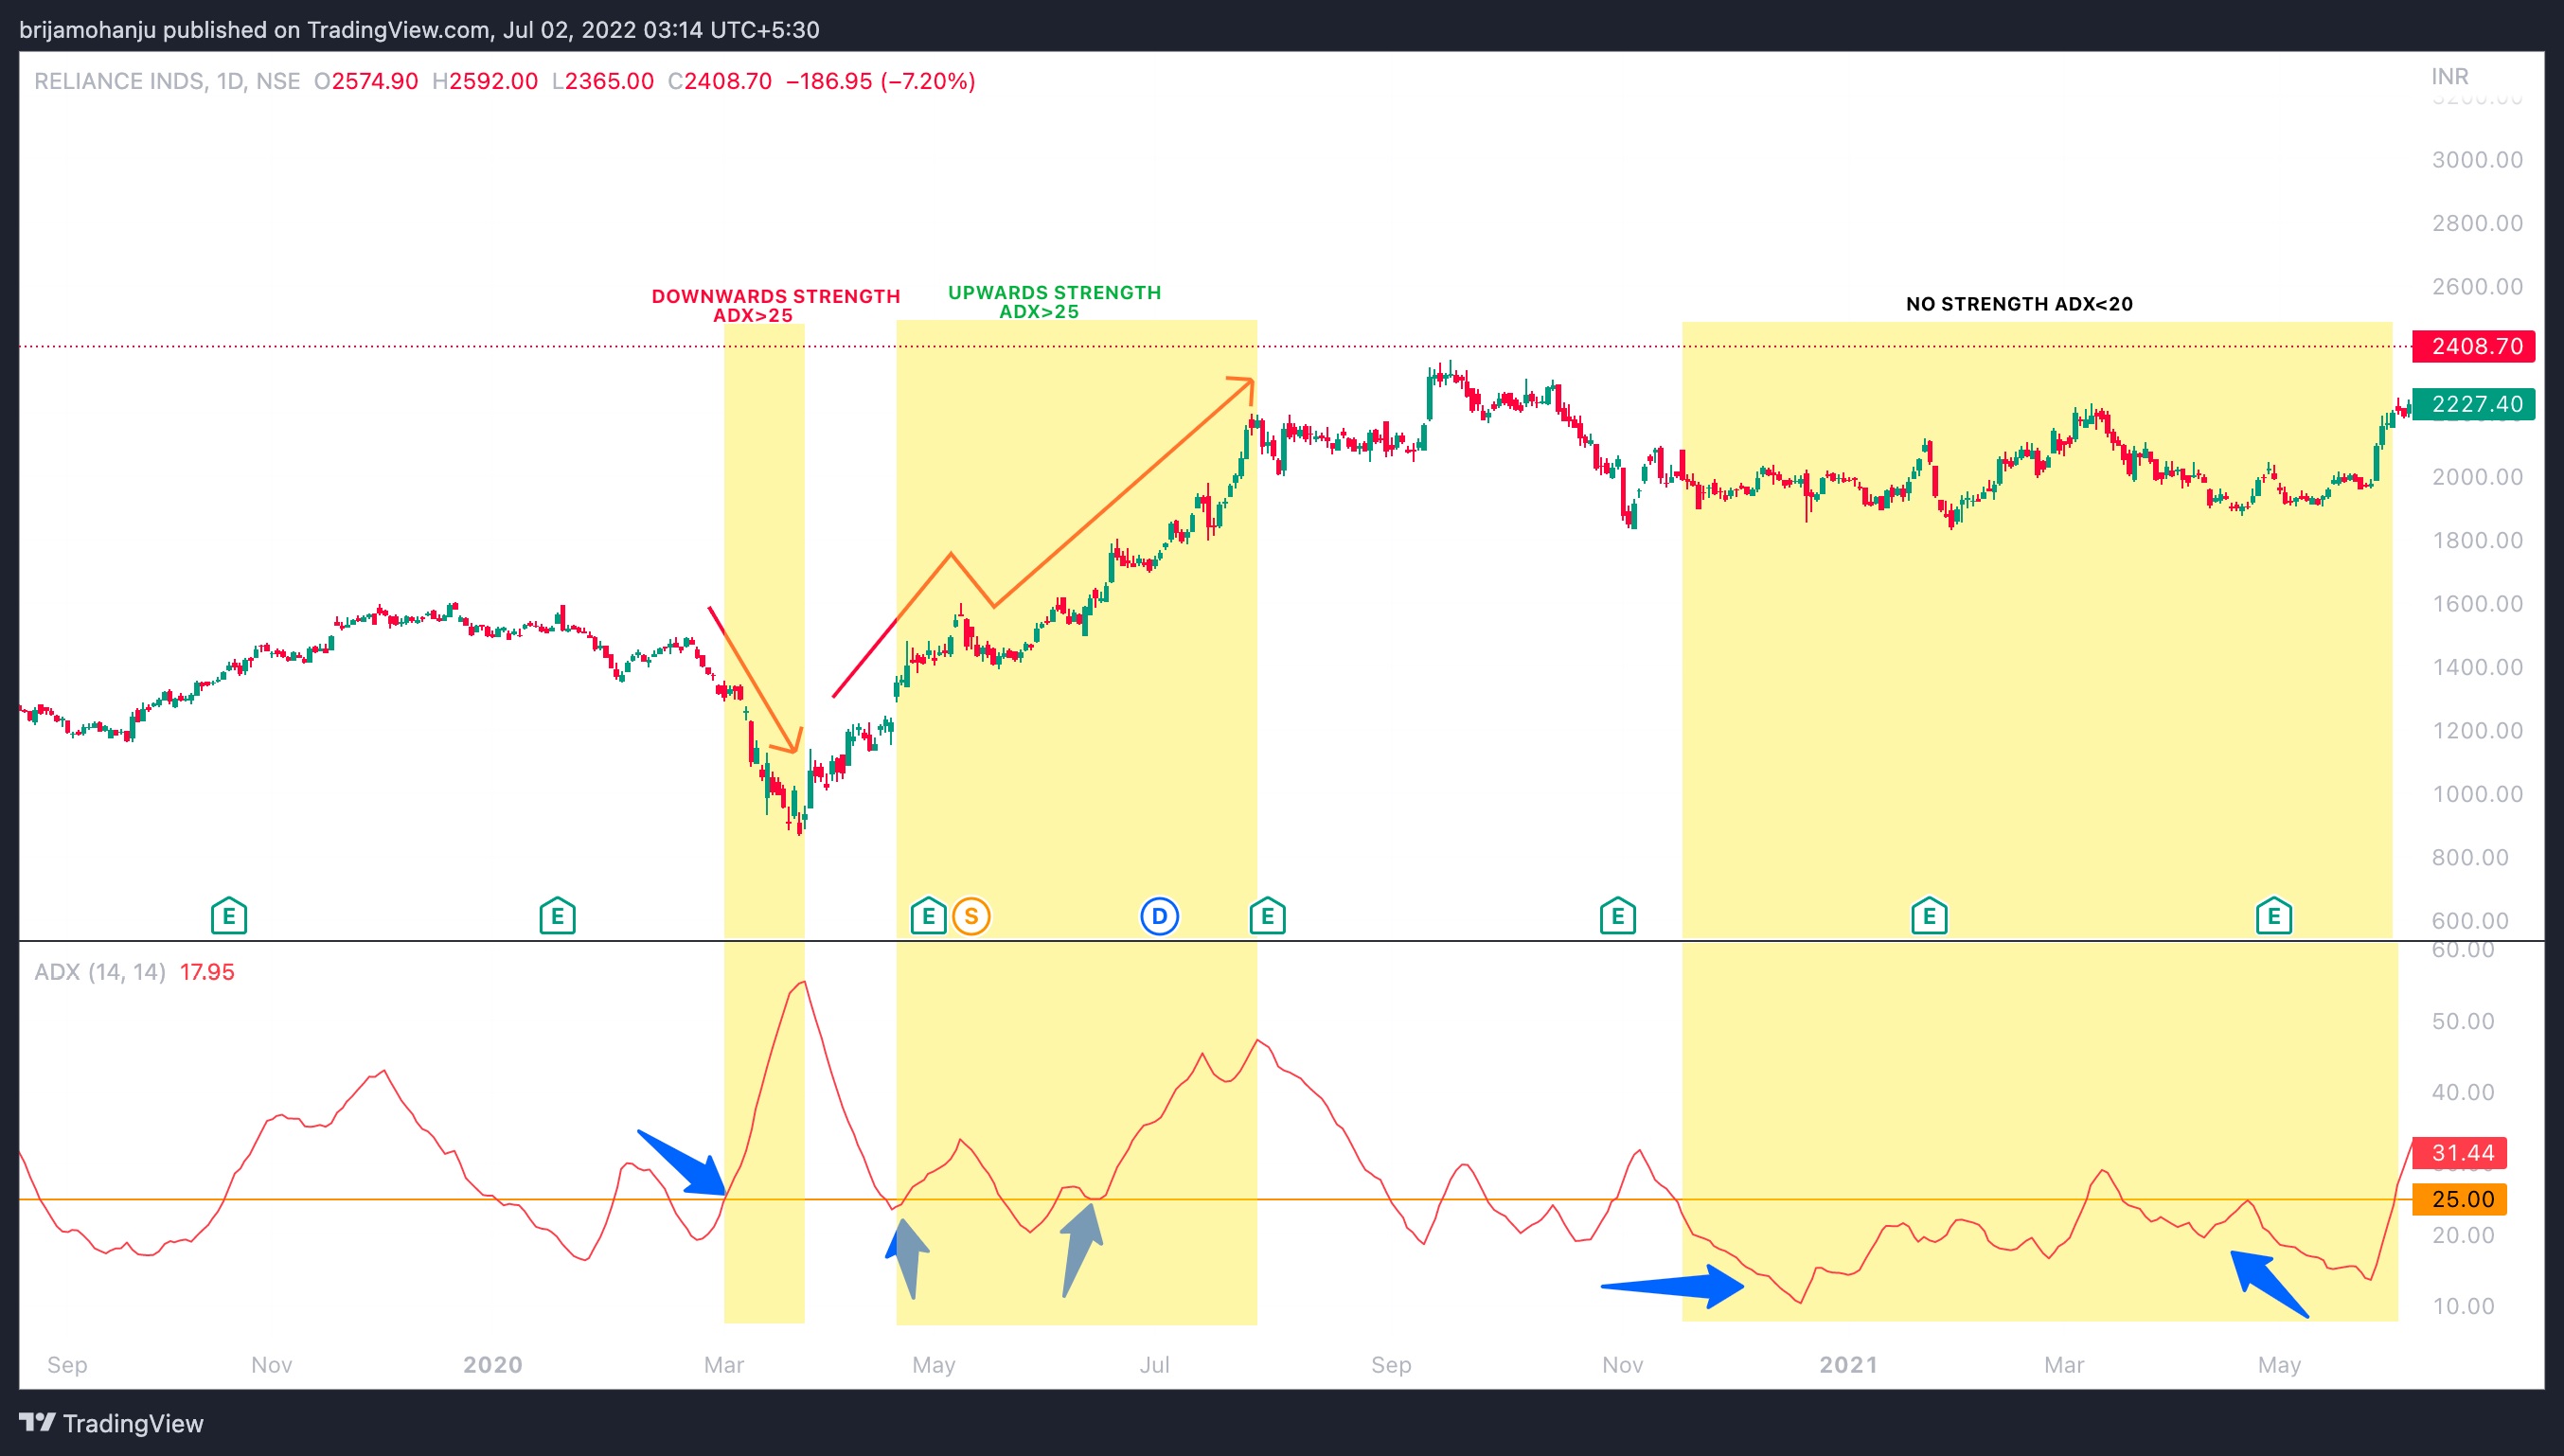 brijamohanju published on TradingView.com, Jul 02, 2022 03:14 UTC+5:30
RELIANCE INDS, 1D, NSE O2574.90 H2592.00 L2365.00 C2408.70 −186.95 (−7.20%)
INR
3200.00
3000.00
2800.00
2600.00
DOWNWARDS STRENGTH
ADX>25
UPWARDS STRENGTH
ADX>25
NO STRENGTH ADX<20
2408.70
2227.40
2000.00
1800.00
1600.00
1400.00
1200.00
1000.00
800.00
600.00
E E E S D E E E E
60.00
ADX (14, 14) 17.95
50.00
40.00
31.44
25.00
20.00
10.00
Sep Nov 2020 Mar May Jul Sep Nov 2021 Mar May
TradingView